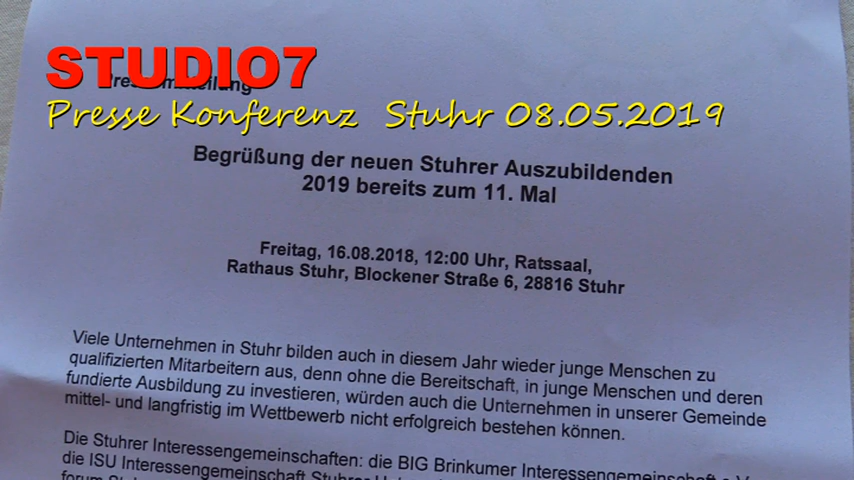 STUDIO7
Pressemitteilung
Presse Konferenz Stuhr 08.05.2019
Begrüßung der neuen Stuhrer Auszubildenden
2019 bereits zum 11. Mal
Freitag, 16.08.2018, 12:00 Uhr, Ratssaal,
Rathaus Stuhr, Blockener Straße 6, 28816 Stuhr
Viele Unternehmen in Stuhr bilden auch in diesem Jahr wieder junge Menschen zu
qualifizierten Mitarbeitern aus, denn ohne die Bereitschaft, in junge Menschen und deren
fundierte Ausbildung zu investieren, würden auch die Unternehmen in unserer Gemeinde
mittel- und langfristig im Wettbewerb nicht erfolgreich bestehen können.
Die Stuhrer Interessengemeinschaften: die BIG Brinkumer Interessengemeinschaft e.V.
die ISU Interessengemeinschaft Stuhrer
forum